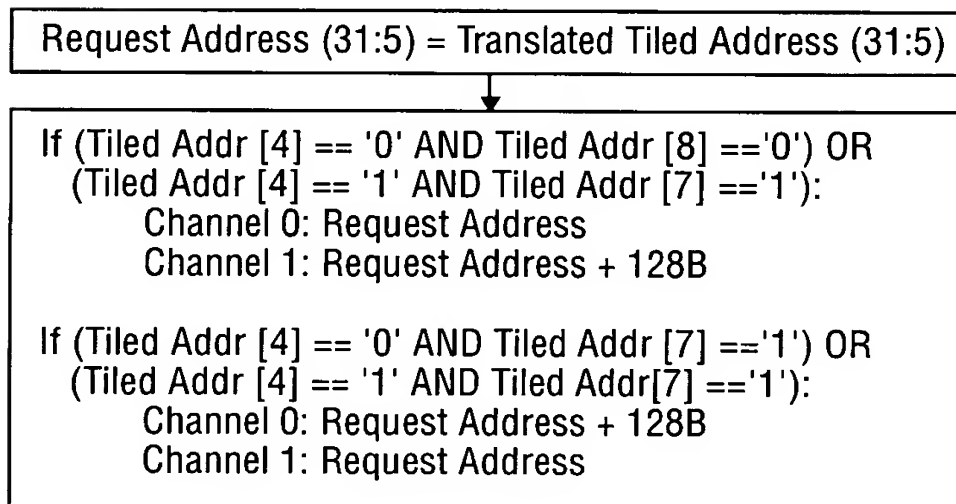 Request Address (31:5) = Translated Tiled Address (31:5)
If (Tiled Addr [4] == '0' AND Tiled Addr [8] =='0') OR
(Tiled Addr [4] == '1' AND Tiled Addr [7] =='1'):
Channel 0: Request Address
Channel 1: Request Address + 128B
If (Tiled Addr [4] == '0' AND Tiled Addr [7] =='1') OR
(Tiled Addr [4] == '1' AND Tiled Addr[7] =='1'):
Channel 0: Request Address + 128B
Channel 1: Request Address